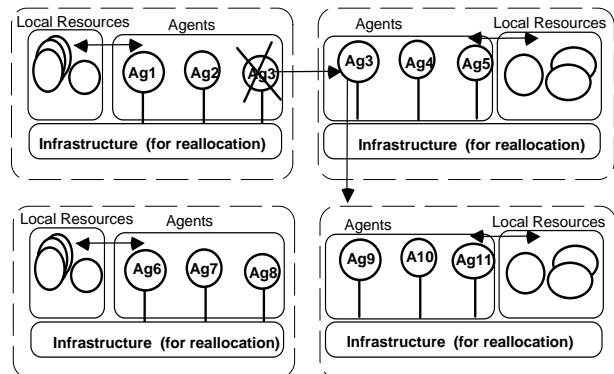 Local Resources
Agents
Ag1
Ag2
Ag3
Infrastructure (for reallocation)
Agents
Local Resources
Ag3
Ag4
Ag5
Infrastructure (for reallocation)
Local Resources
Agents
Ag6
Ag7
Ag8
Infrastructure (for reallocation)
Agents
Local Resources
Ag9
A10
Ag11
Infrastructure (for reallocation)